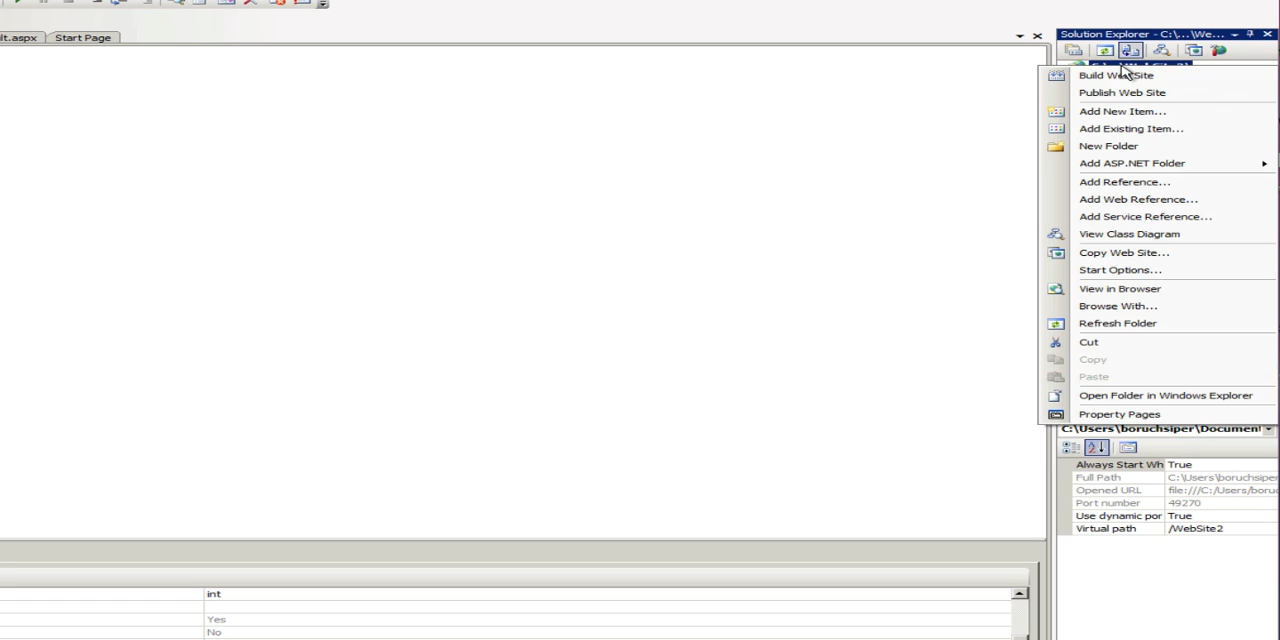 lt.aspx
Start Page
Solution Explorer - C:\...\We...
Build Web Site
Publish Web Site
Add New Item...
Add Existing Item...
New Folder
Add ASP.NET Folder
Add Reference...
Add Web Reference...
Add Service Reference...
View Class Diagram
Copy Web Site...
Start Options...
View in Browser
Browse With...
Refresh Folder
Cut
Copy
Paste
Open Folder in Windows Explorer
Property Pages
C:\Users\boruchsiper\Document
Always Start Wh True
Full Path C:\Users\boruchsiper
Opened URL file:///C:/Users/boruc
Port number 49270
Use dynamic por True
Virtual path /WebSite2
int
Yes
No